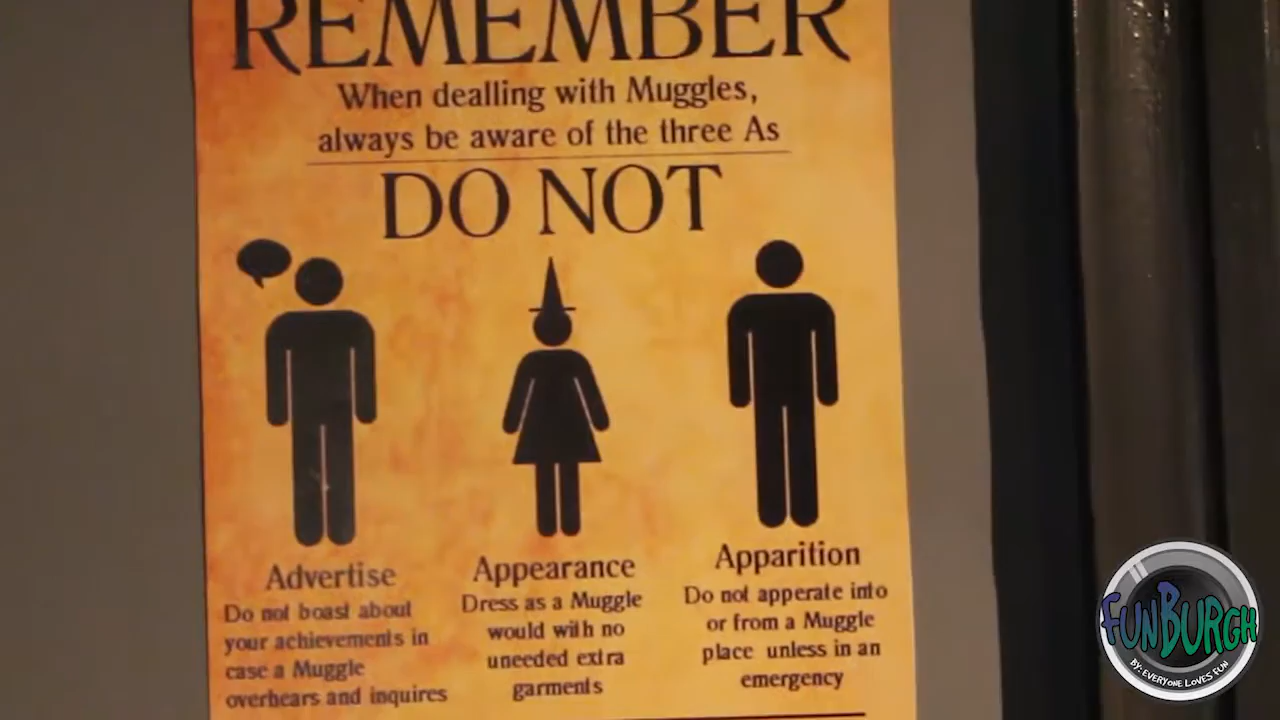 REMEMBER
When dealling with Muggles,
always be aware of the three As
DO NOT
Advertise
Do not boast about
your achievements in
case a Muggle
overhears and inquires
Appearance
Dress as a Muggle
would with no
uneeded extra
garments
Apparition
Do not apperate into
or from a Muggle
place unless in an
emergency
FUNBURGH
BY: EVERYONE LOVES FUN